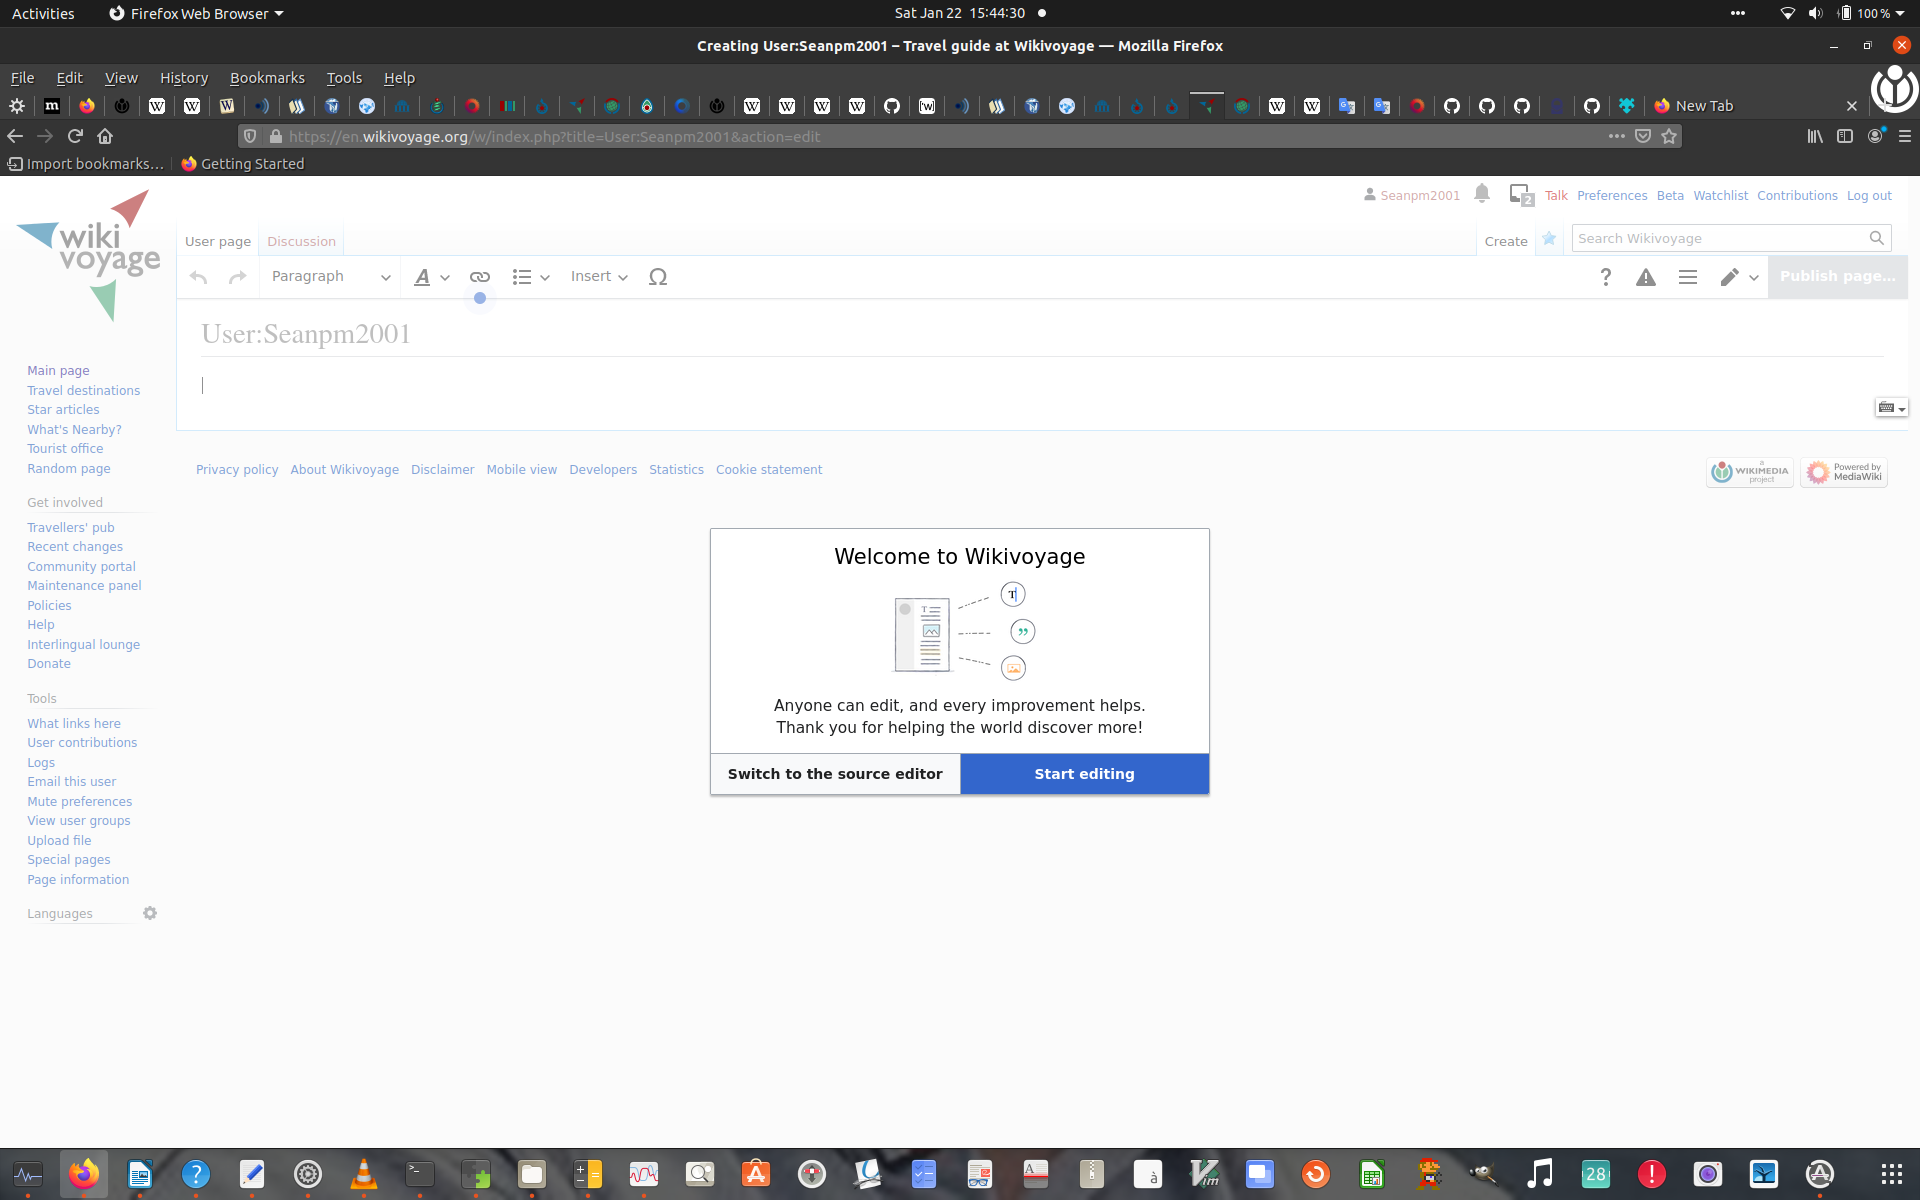 Activities
Firefox Web Browser
Sat Jan 22 15:44:30
100 %
Creating User:Seanpm2001 – Travel guide at Wikivoyage — Mozilla Firefox
File Edit View History Bookmarks Tools Help
New Tab
https://en.wikivoyage.org/w/index.php?title=User:Seanpm2001&action=edit
Import bookmarks…
Getting Started
wiki
voyage
Seanpm2001
2
Talk Preferences Beta Watchlist Contributions Log out
User page
Discussion
Create
Search Wikivoyage
Paragraph
A
Insert
Ω
?
Publish page…
User:Seanpm2001
Main page
Travel destinations
Star articles
What's Nearby?
Tourist office
Random page
Get involved
Travellers' pub
Recent changes
Community portal
Maintenance panel
Policies
Help
Interlingual lounge
Donate
Tools
What links here
User contributions
Logs
Email this user
Mute preferences
View user groups
Upload file
Special pages
Page information
Languages
Privacy policy About Wikivoyage Disclaimer Mobile view Developers Statistics Cookie statement
a
WIKIMEDIA
project
Powered by
MediaWiki
Welcome to Wikivoyage
T
T
Anyone can edit, and every improvement helps.
Thank you for helping the world discover more!
Switch to the source editor
Start editing
28